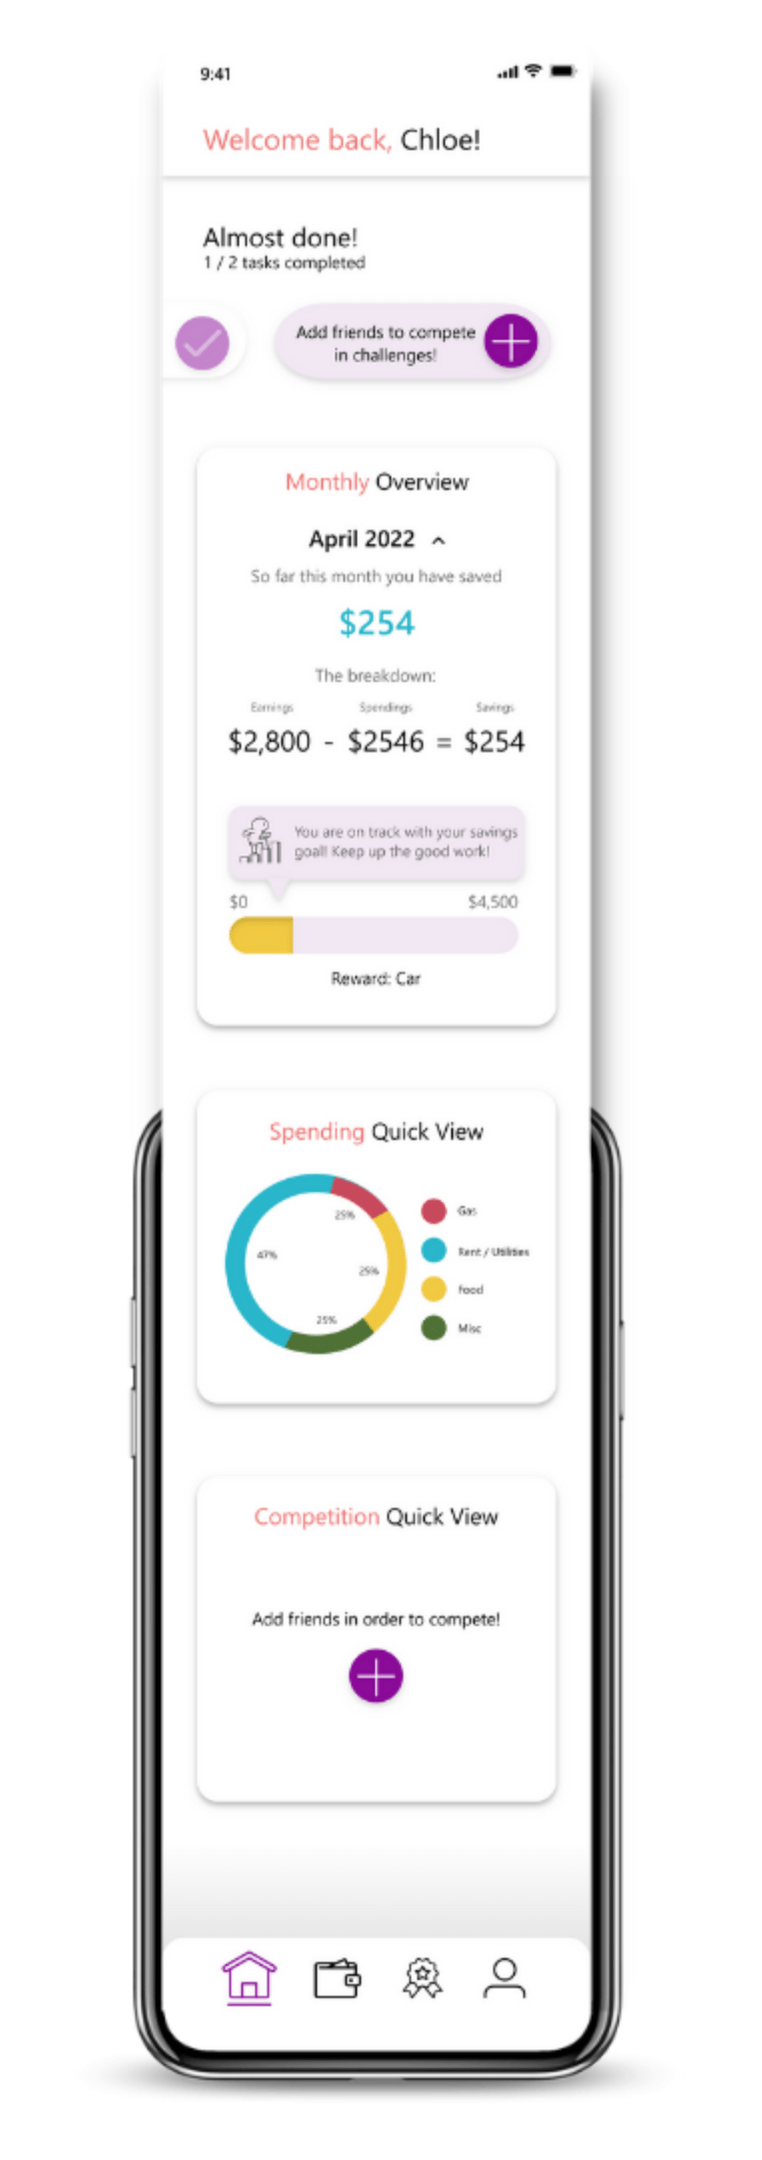 9:41
Welcome back, Chloe!
Almost done!
1 / 2 tasks completed
Add friends to compete
in challenges!
Monthly Overview
April 2022
So far this month you have saved
$254
The breakdown:
Earnings Spendings Savings
$2,800 - $2546 = $254
You are on track with your savings
goal! Keep up the good work!
$0 $4,500
Reward: Car
Spending Quick View
25%
47%
25%
25%
Gas
Rent / Utilities
Food
Misc
Competition Quick View
Add friends in order to compete!